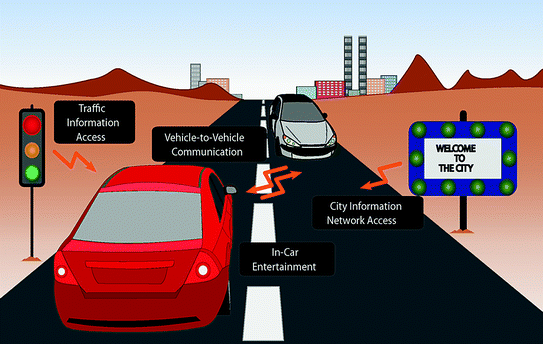 Traffic
Information
Access
Vehicle-to-Vehicle
Communication
WELCOME
TO
THE CITY
City Information
Network Access
In-Car
Entertainment